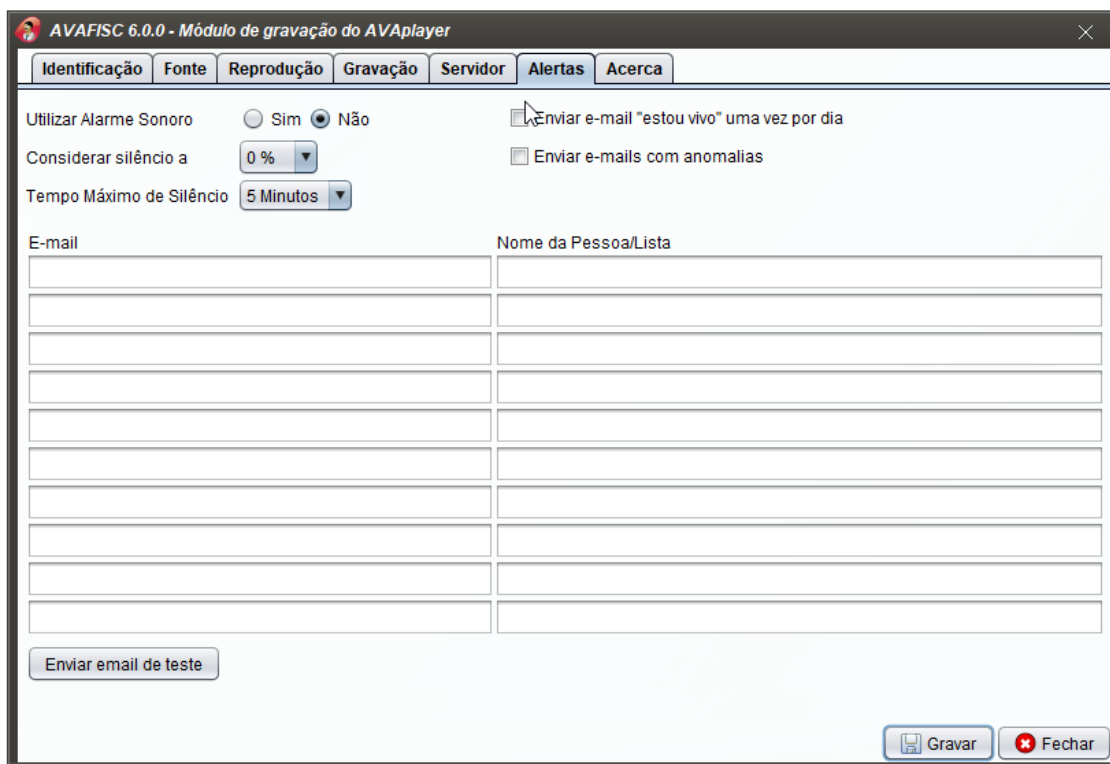 AVAFISC 6.0.0 - Módulo de gravação do AVAplayer
Identificação Fonte Reprodução Gravação Servidor Alertas Acerca
Utilizar Alarme Sonoro Sim Não Enviar e-mail "estou vivo" uma vez por dia
Considerar silêncio a 0 % Enviar e-mails com anomalias
Tempo Máximo de Silêncio 5 Minutos
E-mail Nome da Pessoa/Lista
Enviar email de teste
Gravar Fechar